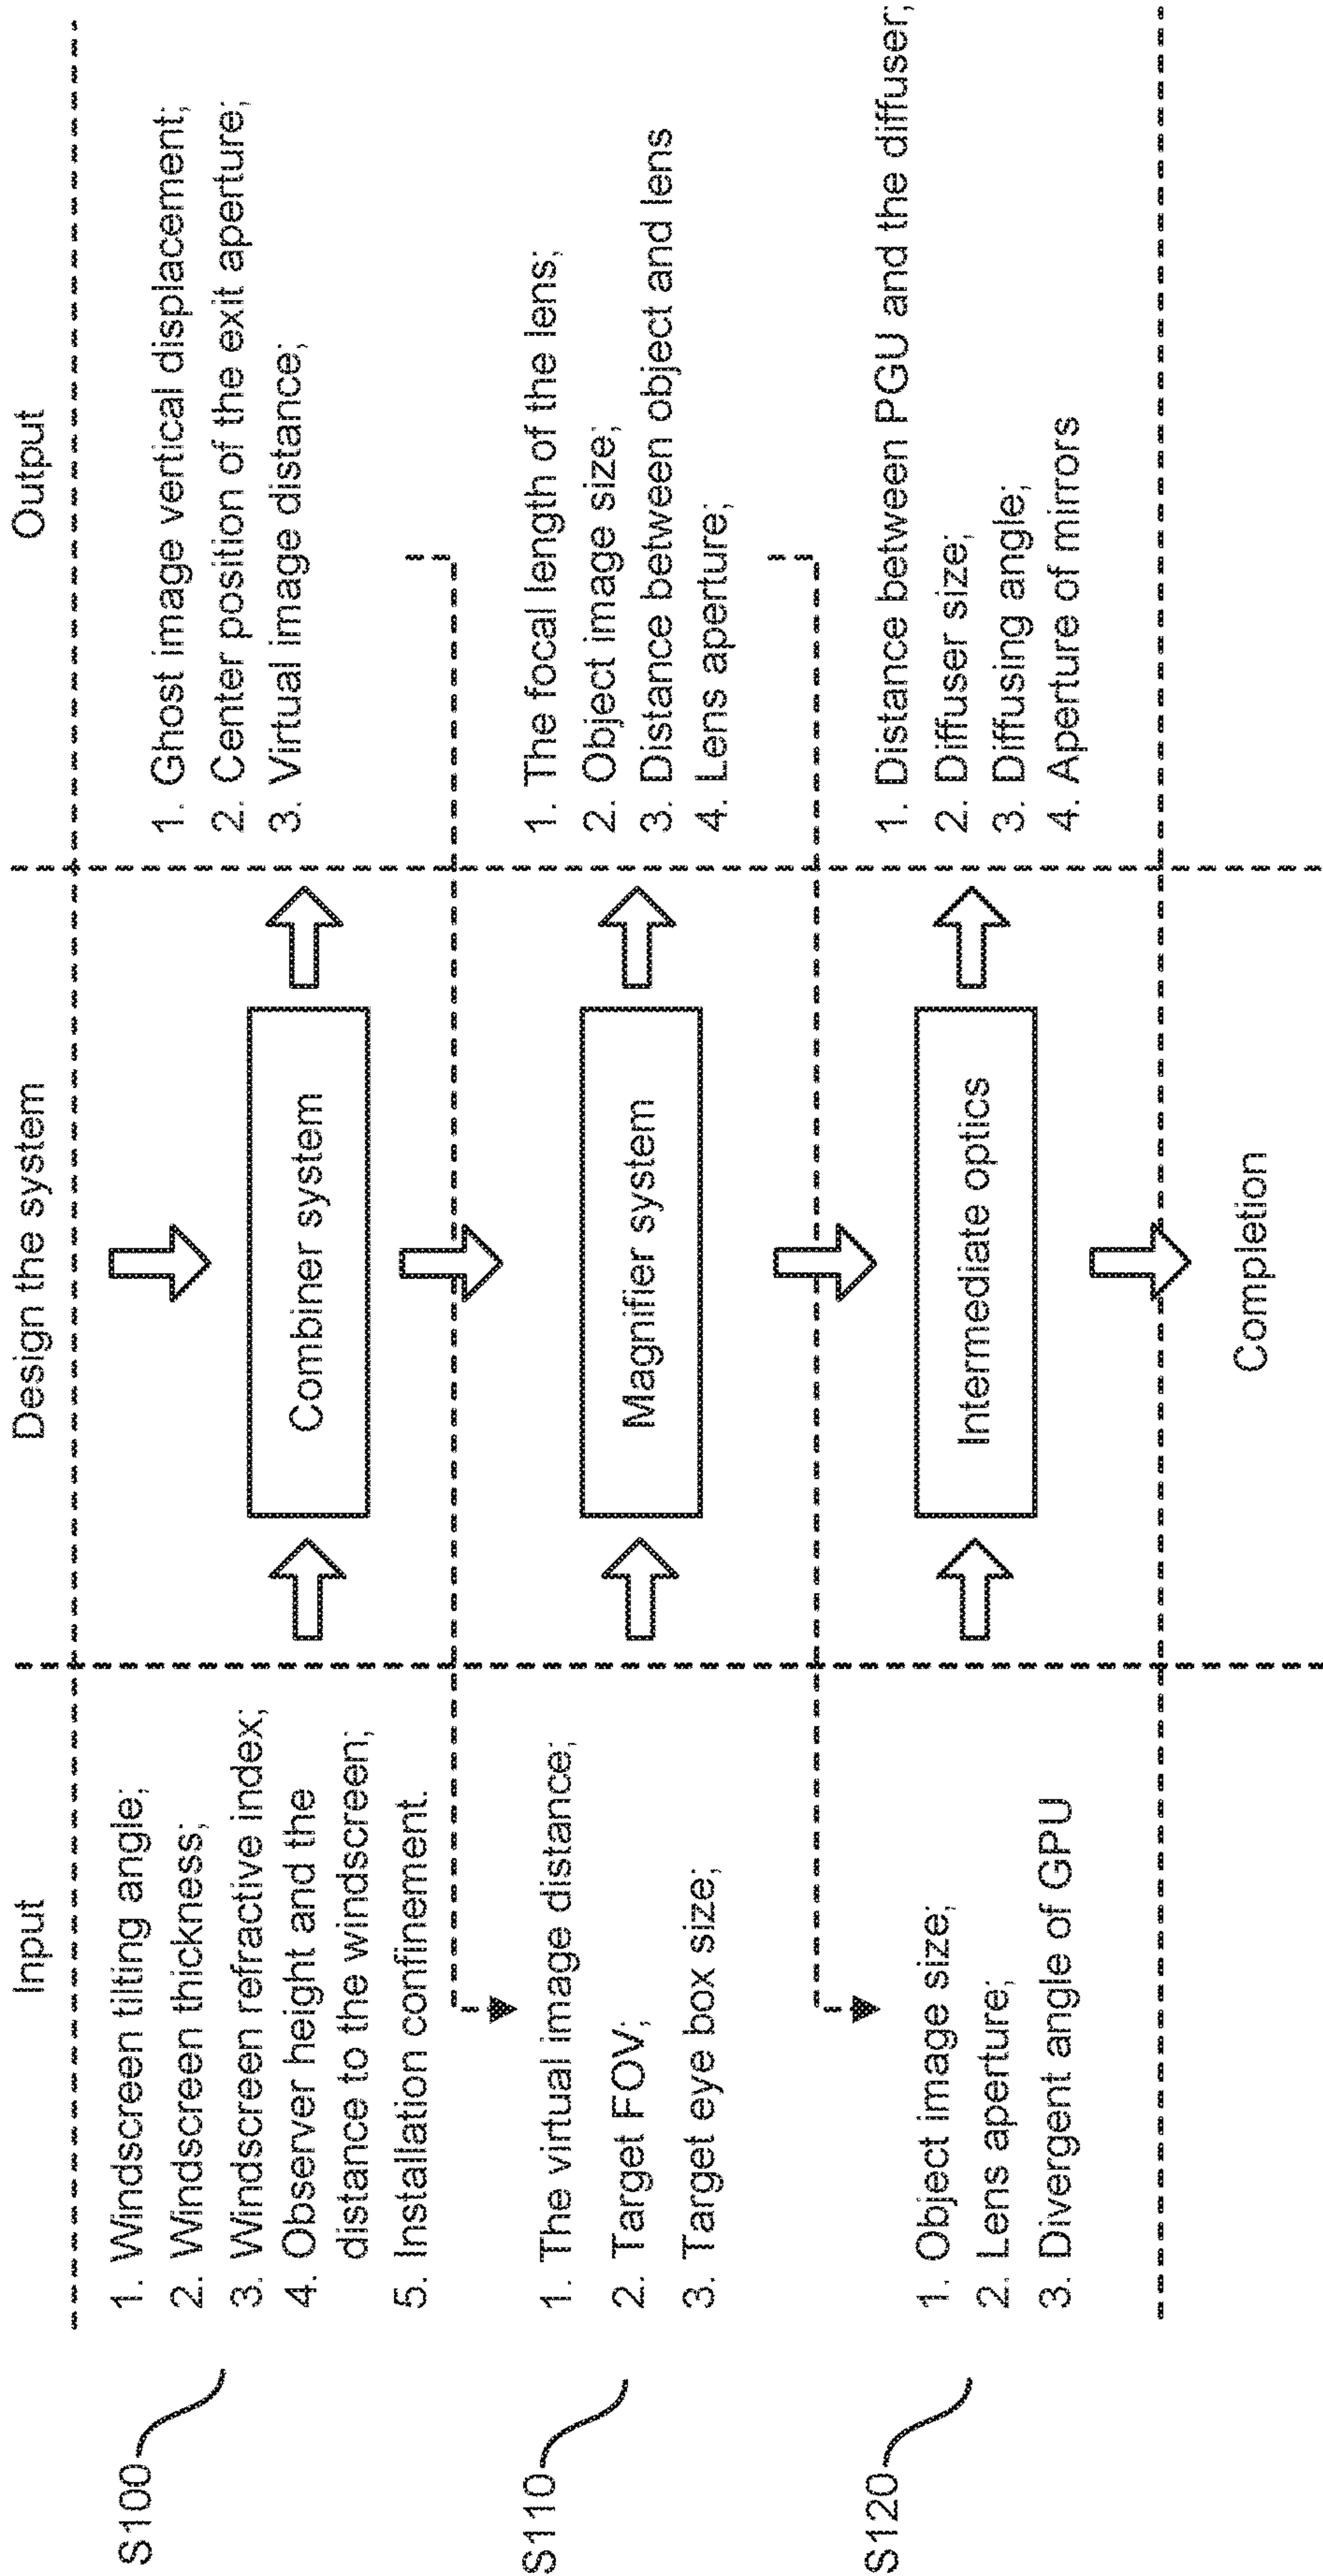 Input
Design the system
Output
S100
1. Windscreen tilting angle;
2. Windscreen thickness;
3. Windscreen refractive index;
4. Observer height and the
distance to the windscreen;
5. Installation confinement.
Combiner system
1. Ghost image vertical displacement;
2. Center position of the exit aperture;
3. Virtual image distance;
S110
1. The virtual image distance;
2. Target FOV;
3. Target eye box size;
Magnifier system
1. The focal length of the lens;
2. Object image size;
3. Distance between object and lens
4. Lens aperture;
S120
1. Object image size;
2. Lens aperture;
3. Divergent angle of GPU
Intermediate optics
1. Distance between PGU and the diffuser;
2. Diffuser size;
3. Diffusing angle;
4. Aperture of mirrors
Completion